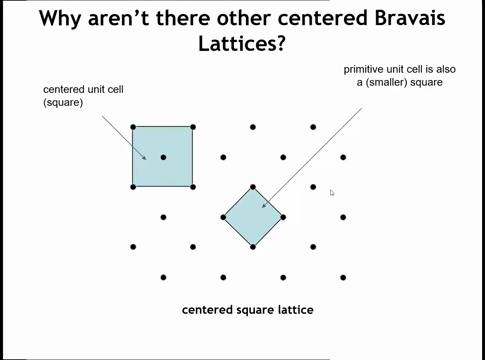 Why aren't there other centered Bravais
Lattices?
primitive unit cell is also
a (smaller) square
centered unit cell
(square)
centered square lattice